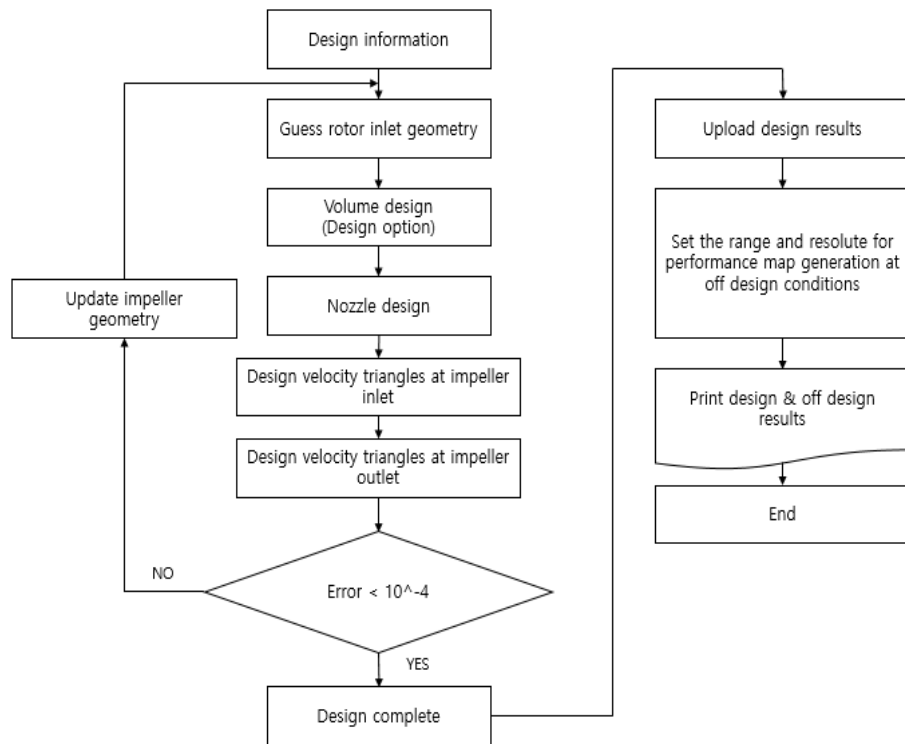 Design information
Guess rotor inlet geometry
Volume design
(Design option)
Nozzle design
Update impeller
geometry
Design velocity triangles at impeller
inlet
Design velocity triangles at impeller
outlet
Error < 10^-4
NO
YES
Design complete
Upload design results
Set the range and resolute for
performance map generation at
off design conditions
Print design & off design
results
End